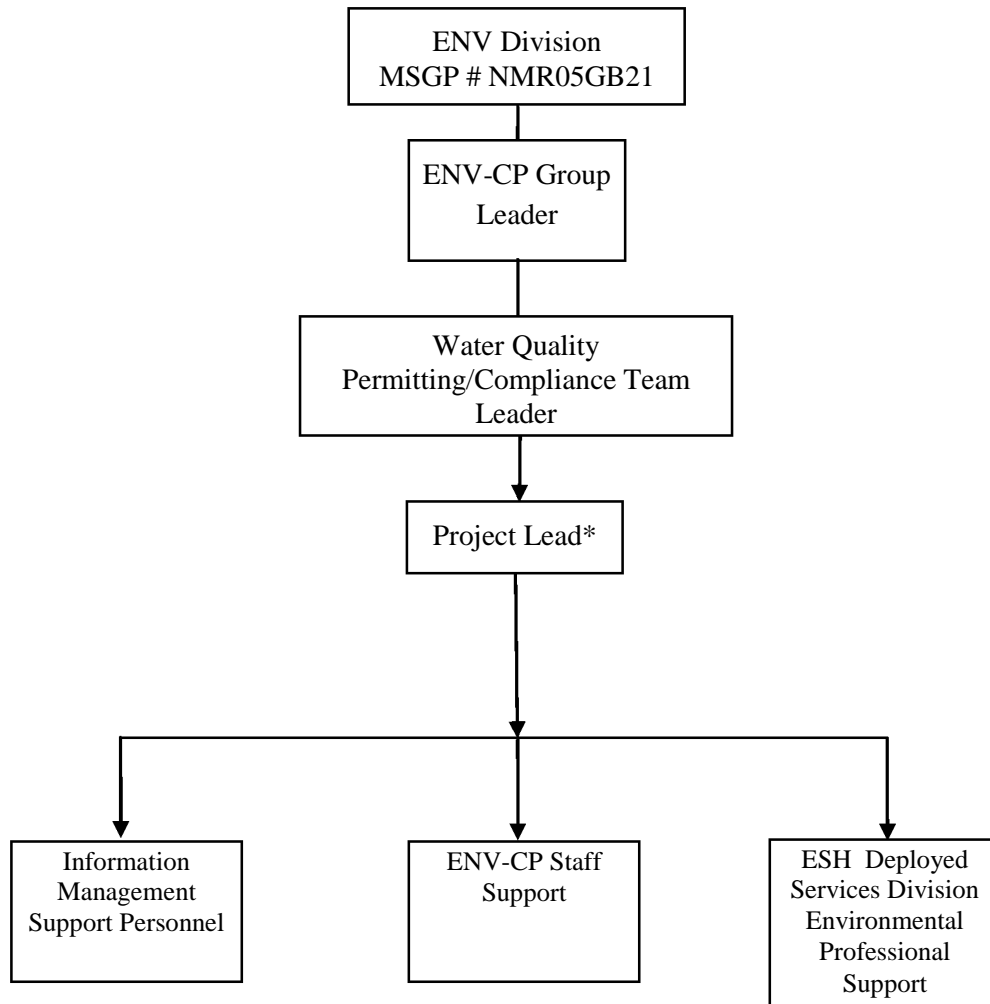 ENV Division
MSGP # NMR05GB21
ENV-CP Group
Leader
Water Quality
Permitting/Compliance Team
Leader
Project Lead*
Information
Management
Support Personnel
ENV-CP Staff
Support
ESH Deployed
Services Division
Environmental
Professional
Support